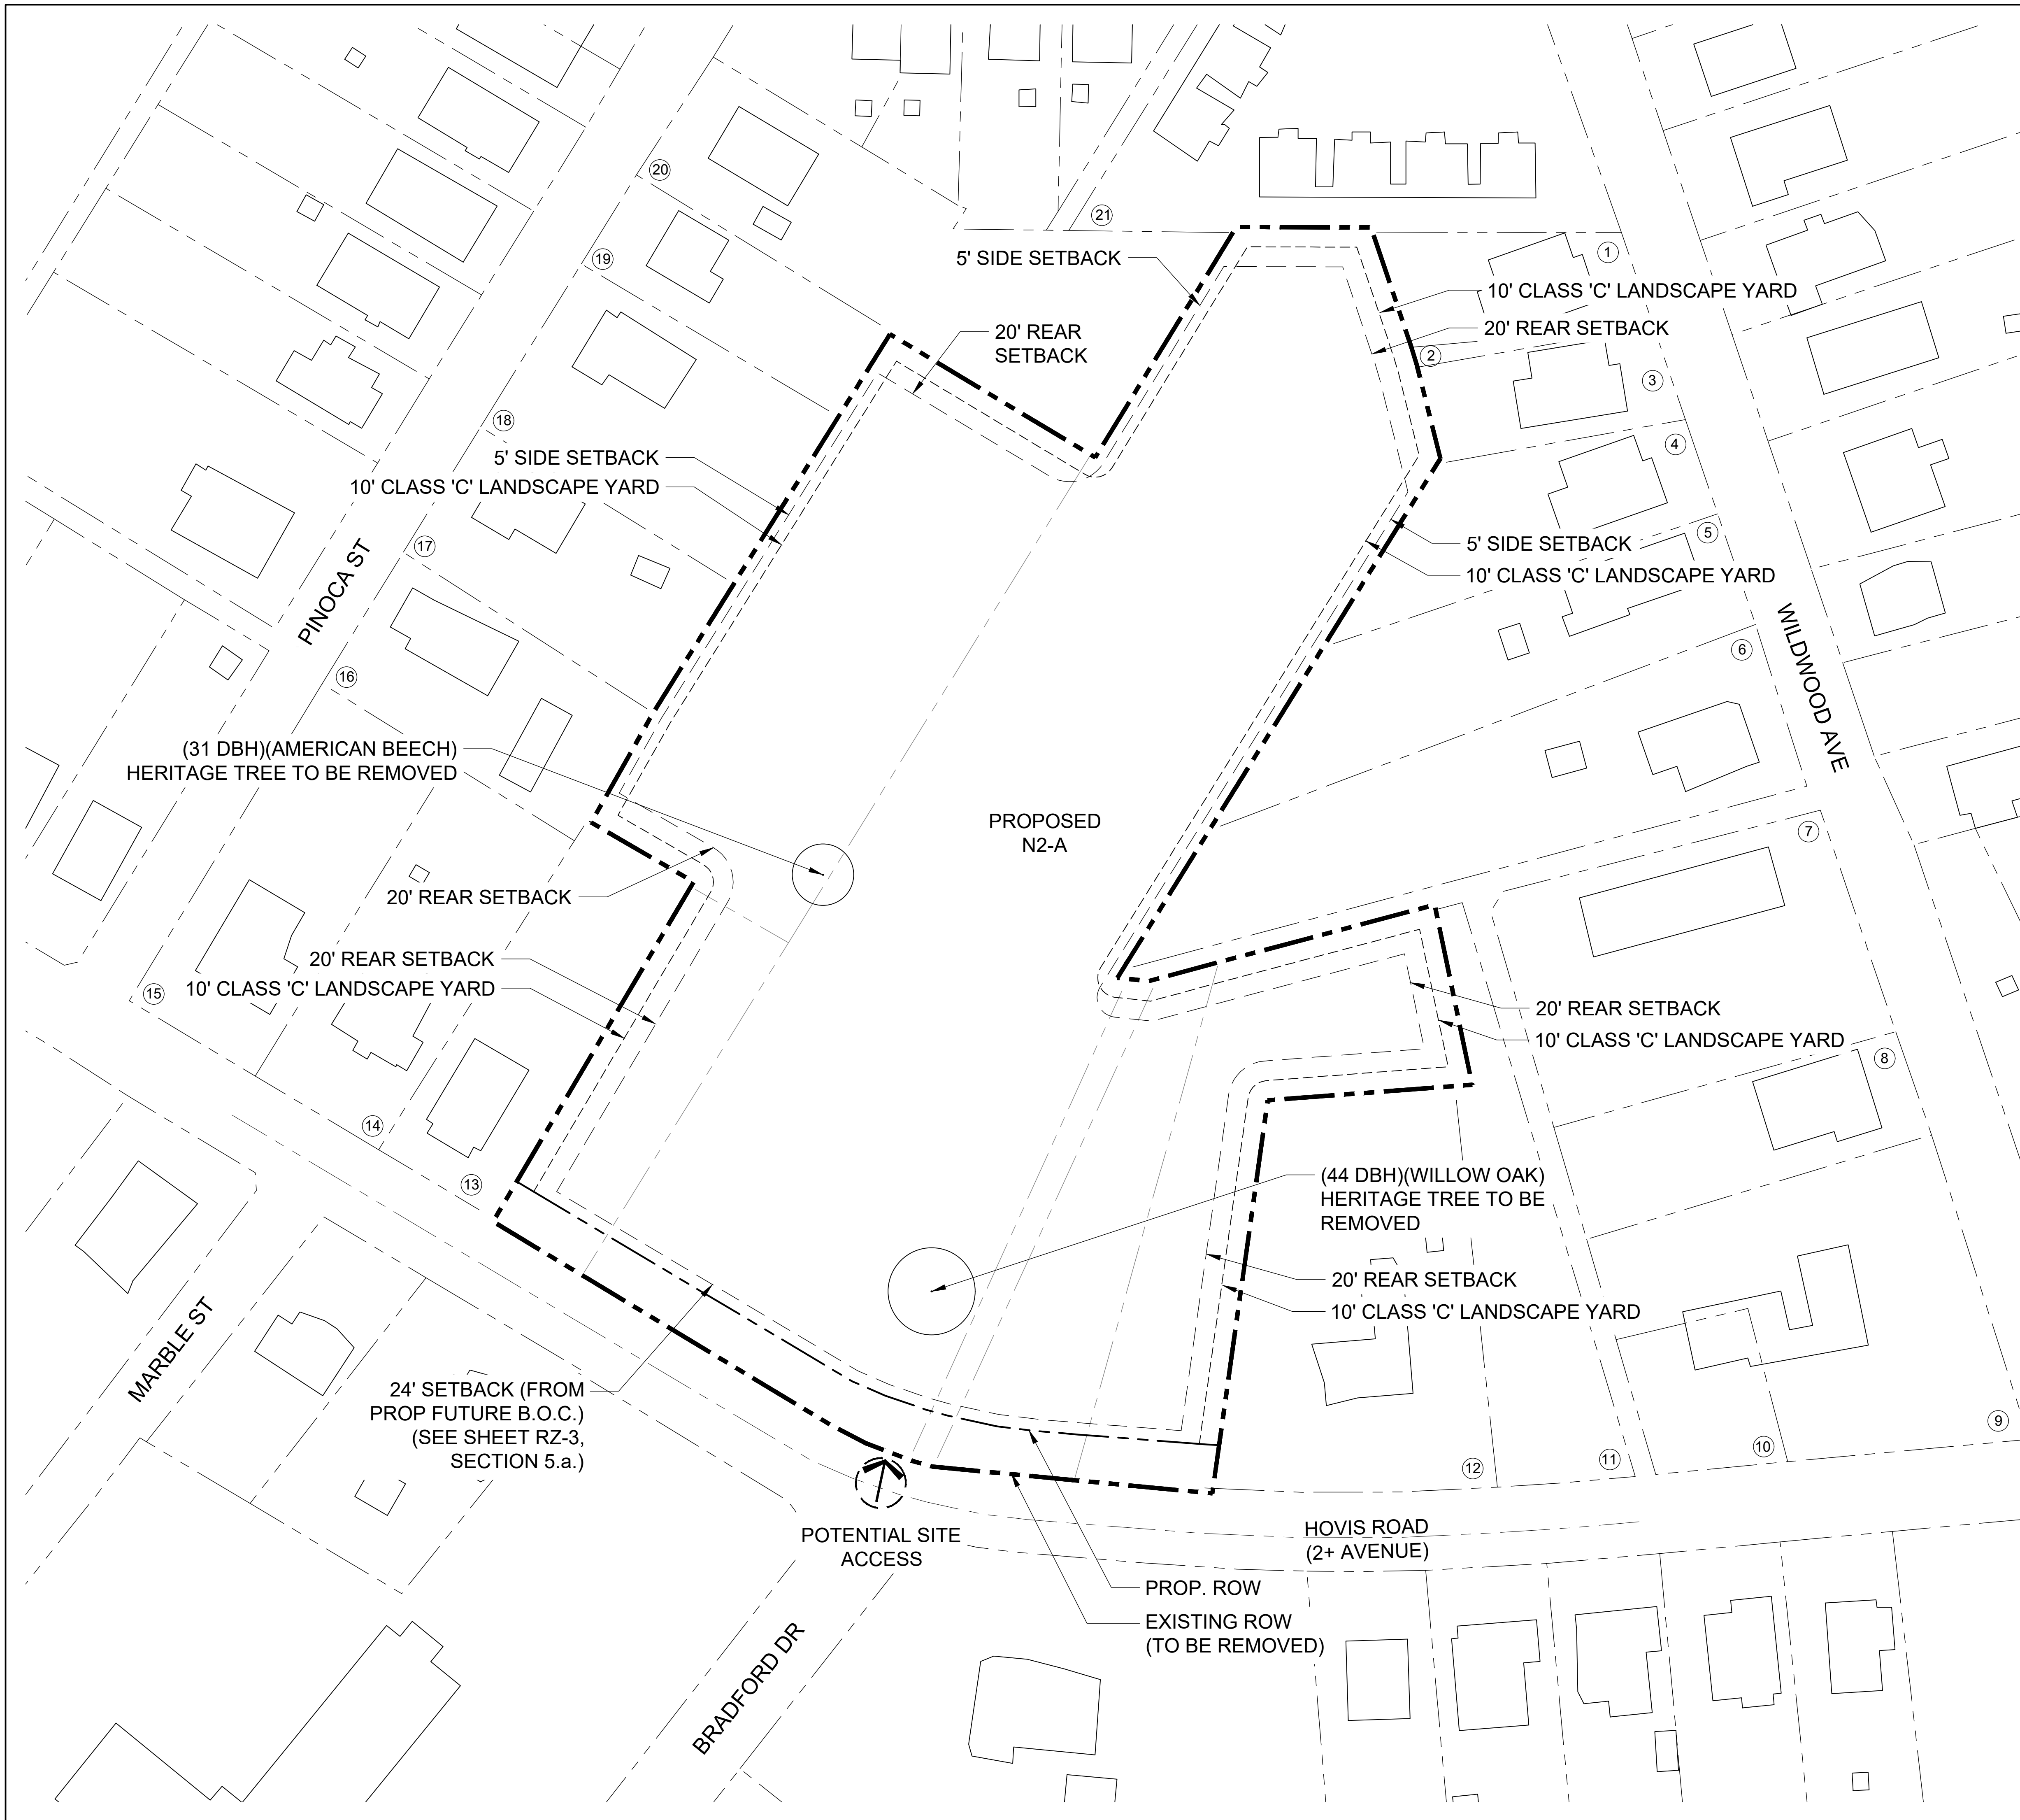 20
21
19
1
5' SIDE SETBACK
10' CLASS 'C' LANDSCAPE YARD
20' REAR
SETBACK
20' REAR SETBACK
2
3
18
4
5' SIDE SETBACK
10' CLASS 'C' LANDSCAPE YARD
5
17
5' SIDE SETBACK
10' CLASS 'C' LANDSCAPE YARD
PINOCA ST
WILDWOOD AVE
6
16
(31 DBH)(AMERICAN BEECH)
HERITAGE TREE TO BE REMOVED
PROPOSED
N2-A
7
20' REAR SETBACK
20' REAR SETBACK
10' CLASS 'C' LANDSCAPE YARD
15
20' REAR SETBACK
10' CLASS 'C' LANDSCAPE YARD
8
14
13
(44 DBH)(WILLOW OAK)
HERITAGE TREE TO BE
REMOVED
20' REAR SETBACK
10' CLASS 'C' LANDSCAPE YARD
MARBLE ST
24' SETBACK (FROM
PROP FUTURE B.O.C.)
(SEE SHEET RZ-3,
SECTION 5.a.)
9
10
11
12
POTENTIAL SITE
ACCESS
HOVIS ROAD
(2+ AVENUE)
PROP. ROW
EXISTING ROW
(TO BE REMOVED)
BRADFORD DR